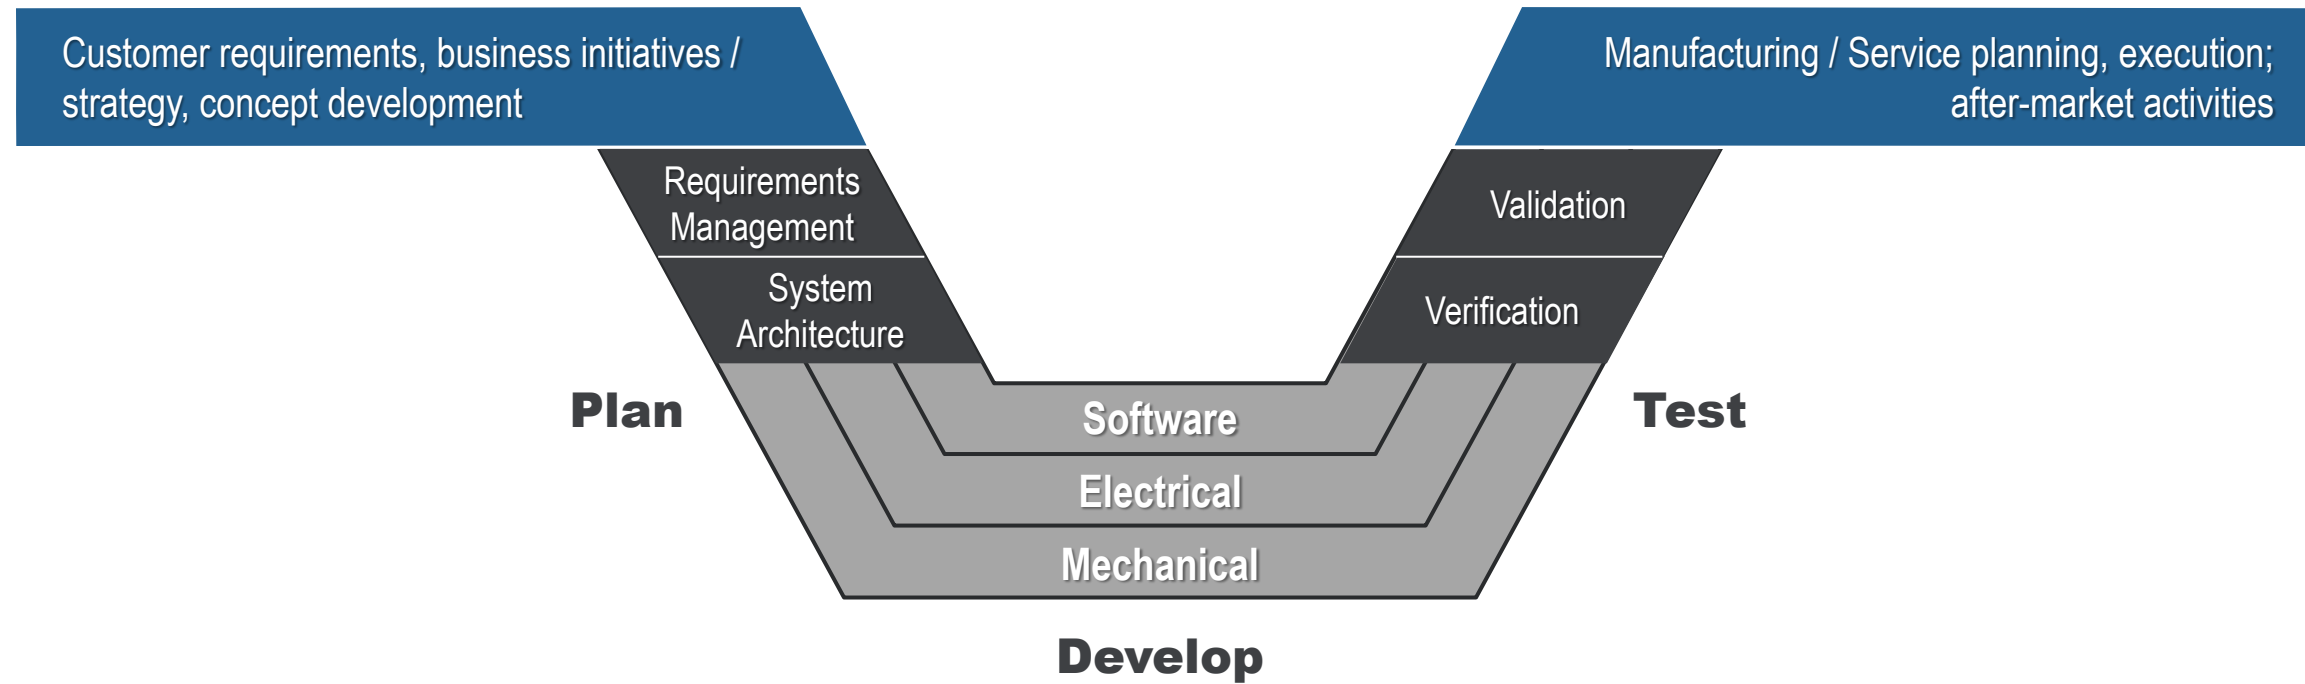 Customer requirements, business initiatives /
strategy, concept development
Manufacturing / Service planning, execution;
after-market activities
Requirements
Management
Validation
System
Architecture
Verification
Plan
Test
Software
Electrical
Mechanical
Develop